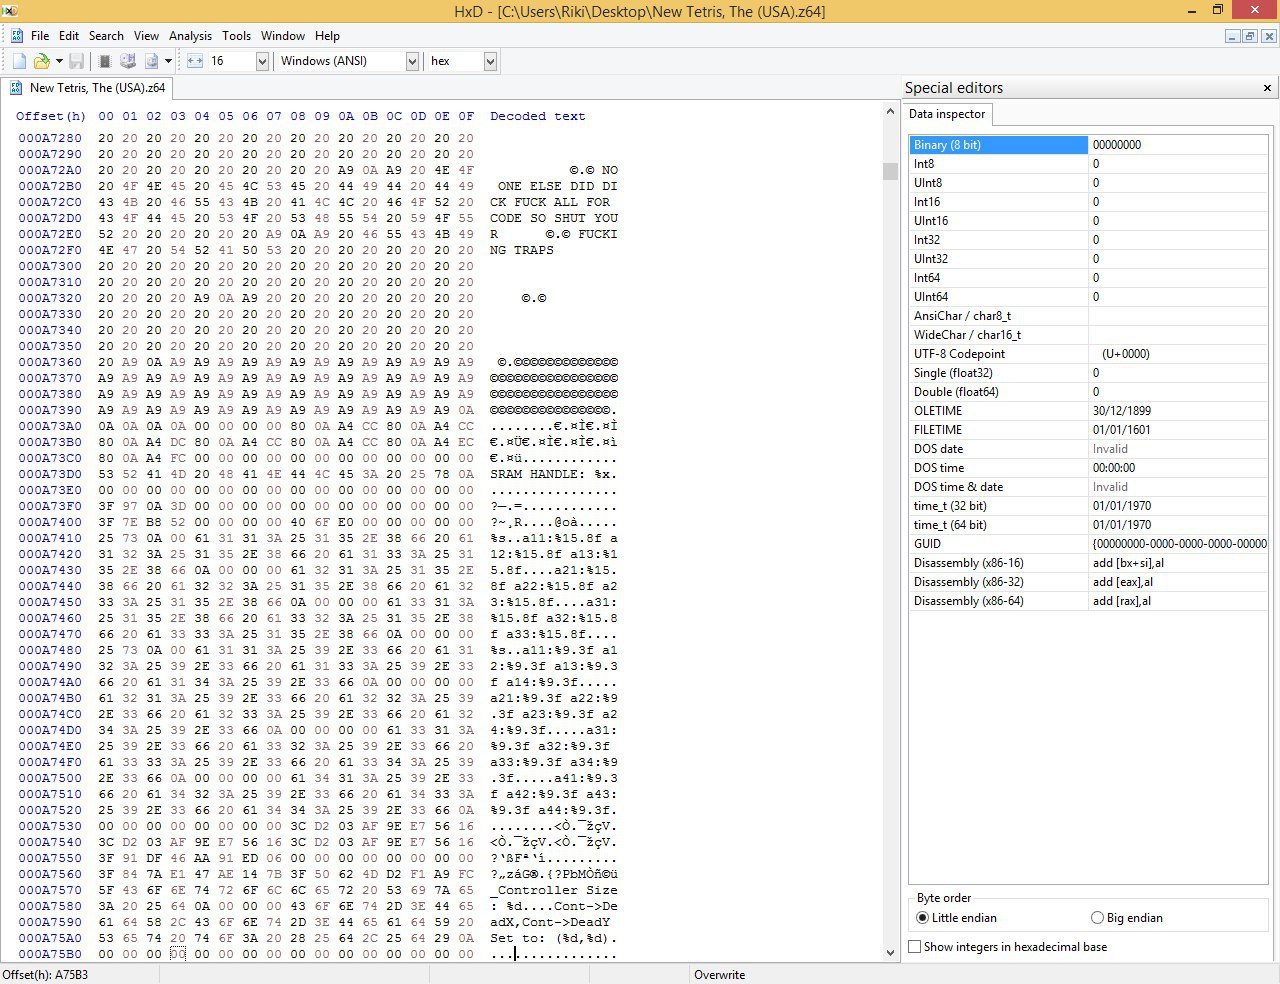 HxD - [C:\Users\Riki\Desktop\New Tetris, The (USA).z64]
File Edit Search View Analysis Tools Window Help
16 Windows (ANSI) hex
New Tetris, The (USA).z64
Offset(h) 00 01 02 03 04 05 06 07 08 09 0A 0B 0C 0D 0E 0F Decoded text
000A7280 20 20 20 20 20 20 20 20 20 20 20 20 20 20 20 20
000A7290 20 20 20 20 20 20 20 20 20 20 20 20 20 20 20 20
000A72A0 20 20 20 20 20 20 20 20 20 20 A9 0A A9 20 4E 4F ©.© NO
000A72B0 20 4F 4E 45 20 45 4C 53 45 20 44 49 44 20 44 49 ONE ELSE DID DI
000A72C0 43 4B 20 46 55 43 4B 20 41 4C 4C 20 46 4F 52 20 CK FUCK ALL FOR
000A72D0 43 4F 44 45 20 53 4F 20 53 48 55 54 20 59 4F 55 CODE SO SHUT YOU
000A72E0 52 20 20 20 20 20 20 A9 0A A9 20 46 55 43 4B 49 R ©.© FUCKI
000A72F0 4E 47 20 54 52 41 50 53 20 20 20 20 20 20 20 20 NG TRAPS
000A7300 20 20 20 20 20 20 20 20 20 20 20 20 20 20 20 20
000A7310 20 20 20 20 20 20 20 20 20 20 20 20 20 20 20 20
000A7320 20 20 20 20 A9 0A A9 20 20 20 20 20 20 20 20 20 ©.©
000A7330 20 20 20 20 20 20 20 20 20 20 20 20 20 20 20 20
000A7340 20 20 20 20 20 20 20 20 20 20 20 20 20 20 20 20
000A7350 20 20 20 20 20 20 20 20 20 20 20 20 20 20 20 20
000A7360 20 A9 0A A9 A9 A9 A9 A9 A9 A9 A9 A9 A9 A9 A9 A9 ©.©©©©©©©©©©©©©
000A7370 A9 A9 A9 A9 A9 A9 A9 A9 A9 A9 A9 A9 A9 A9 A9 A9 ©©©©©©©©©©©©©©©©
000A7380 A9 A9 A9 A9 A9 A9 A9 A9 A9 A9 A9 A9 A9 A9 A9 A9 ©©©©©©©©©©©©©©©©
000A7390 A9 A9 A9 A9 A9 A9 A9 A9 A9 A9 A9 A9 A9 A9 A9 0A ©©©©©©©©©©©©©©©.
000A73A0 0A 0A 0A 0A 00 00 00 00 80 0A A4 CC 80 0A A4 CC ........€.¤Ì€.¤Ì
000A73B0 80 0A A4 DC 80 0A A4 CC 80 0A A4 CC 80 0A A4 EC €.¤Ü€.¤Ì€.¤Ì€.¤ì
000A73C0 80 0A A4 FC 00 00 00 00 00 00 00 00 00 00 00 00 €.¤ü............
000A73D0 53 52 41 4D 20 48 41 4E 44 4C 45 3A 20 25 78 0A SRAM HANDLE: %x.
000A73E0 00 00 00 00 00 00 00 00 00 00 00 00 00 00 00 00 ................
000A73F0 3F 97 0A 3D 00 00 00 00 00 00 00 00 00 00 00 00 ?—.=............
000A7400 3F 7E B8 52 00 00 00 00 40 6F E0 00 00 00 00 00 ?~¸R....@oà.....
000A7410 25 73 0A 00 61 31 31 3A 25 31 35 2E 38 66 20 61 %s..a11:%15.8f a
000A7420 31 32 3A 25 31 35 2E 38 66 20 61 31 33 3A 25 31 12:%15.8f a13:%1
000A7430 35 2E 38 66 0A 00 00 00 61 32 31 3A 25 31 35 2E 5.8f....a21:%15.
000A7440 38 66 20 61 32 32 3A 25 31 35 2E 38 66 20 61 32 8f a22:%15.8f a2
000A7450 33 3A 25 31 35 2E 38 66 0A 00 00 00 61 33 31 3A 3:%15.8f....a31:
000A7460 25 31 35 2E 38 66 20 61 33 32 3A 25 31 35 2E 38 %15.8f a32:%15.8
000A7470 66 20 61 33 33 3A 25 31 35 2E 38 66 0A 00 00 00 f a33:%15.8f....
000A7480 25 73 0A 00 61 31 31 3A 25 39 2E 33 66 20 61 31 %s..a11:%9.3f a1
000A7490 32 3A 25 39 2E 33 66 20 61 31 33 3A 25 39 2E 33 2:%9.3f a13:%9.3
000A74A0 66 20 61 31 34 3A 25 39 2E 33 66 0A 00 00 00 00 f a14:%9.3f.....
000A74B0 61 32 31 3A 25 39 2E 33 66 20 61 32 32 3A 25 39 a21:%9.3f a22:%9
000A74C0 2E 33 66 20 61 32 33 3A 25 39 2E 33 66 20 61 32 .3f a23:%9.3f a2
000A74D0 34 3A 25 39 2E 33 66 0A 00 00 00 00 61 33 31 3A 4:%9.3f.....a31:
000A74E0 25 39 2E 33 66 20 61 33 32 3A 25 39 2E 33 66 20 %9.3f a32:%9.3f
000A74F0 61 33 33 3A 25 39 2E 33 66 20 61 33 34 3A 25 39 a33:%9.3f a34:%9
000A7500 2E 33 66 0A 00 00 00 00 61 34 31 3A 25 39 2E 33 .3f.....a41:%9.3
000A7510 66 20 61 34 32 3A 25 39 2E 33 66 20 61 34 33 3A f a42:%9.3f a43:
000A7520 25 39 2E 33 66 20 61 34 34 3A 25 39 2E 33 66 0A %9.3f a44:%9.3f.
000A7530 00 00 00 00 00 00 00 00 3C D2 03 AF 9E E7 56 16 ........<Ò.¯žçV.
000A7540 3C D2 03 AF 9E E7 56 16 3C D2 03 AF 9E E7 56 16 <Ò.¯žçV.<Ò.¯žçV.
000A7550 3F 91 DF 46 AA 91 ED 06 00 00 00 00 00 00 00 00 ?‘ßFª‘í.........
000A7560 3F 84 7A E1 47 AE 14 7B 3F 50 62 4D D2 F1 A9 FC ?„záG®.{?PbMÒñ©ü
000A7570 5F 43 6F 6E 74 72 6F 6C 6C 65 72 20 53 69 7A 65 _Controller Size
000A7580 3A 20 25 64 0A 00 00 00 43 6F 6E 74 2D 3E 44 65 : %d....Cont->De
000A7590 61 64 58 2C 43 6F 6E 74 2D 3E 44 65 61 64 59 20 adX,Cont->DeadY
000A75A0 53 65 74 20 74 6F 3A 20 28 25 64 2C 25 64 29 0A Set to: (%d,%d).
000A75B0 00 00 00 00 00 00 00 00 00 00 00 00 00 00 00 00 ................
Special editors
Data inspector
Binary (8 bit) 00000000
Int8 0
UInt8 0
Int16 0
UInt16 0
Int32 0
UInt32 0
Int64 0
UInt64 0
AnsiChar / char8_t
WideChar / char16_t
UTF-8 Codepoint (U+0000)
Single (float32) 0
Double (float64) 0
OLETIME 30/12/1899
FILETIME 01/01/1601
DOS date Invalid
DOS time 00:00:00
DOS time & date Invalid
time_t (32 bit) 01/01/1970
time_t (64 bit) 01/01/1970
GUID {00000000-0000-0000-0000-00000
Disassembly (x86-16) add [bx+si],al
Disassembly (x86-32) add [eax],al
Disassembly (x86-64) add [rax],al
Byte order
Little endian Big endian
Show integers in hexadecimal base
Offset(h): A75B3 Overwrite